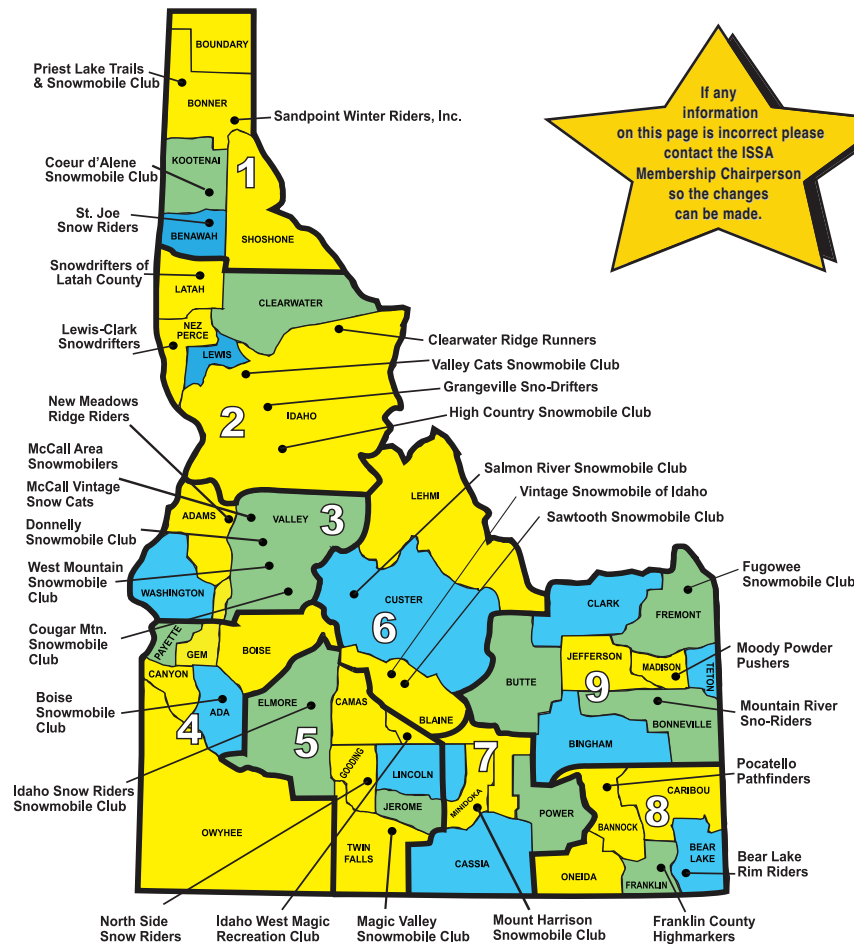 BOUNDARY
Priest Lake Trails
& Snowmobile Club
BONNER
Sandpoint Winter Riders, Inc.
If any
information
on this page is incorrect please
contact the ISSA
Membership Chairperson
so the changes
can be made.
KOOTENAI
1
Coeur d'Alene
Snowmobile Club
St. Joe
Snow Riders
BENAWAH
SHOSHONE
Snowdrifters of
Latah County
LATAH
CLEARWATER
Lewis-Clark
Snowdrifters
NEZ
PERCE
LEWIS
Clearwater Ridge Runners
Valley Cats Snowmobile Club
Grangeville Sno-Drifters
High Country Snowmobile Club
IDAHO
2
New Meadows
Ridge Riders
McCall Area
Snowmobilers
McCall Vintage
Snow Cats
Donnelly
Snowmobile Club
West Mountain
Snowmobile
Club
Cougar Mtn.
Snowmobile
Club
ADAMS
VALLEY
3
WASHINGTON
Salmon River Snowmobile Club
Vintage Snowmobile of Idaho
Sawtooth Snowmobile Club
LEHMI
CUSTER
6
CLARK
FREMONT
Fugowee
Snowmobile Club
PAYETTE
GEM
BOISE
CANYON
ADA
4
Boise
Snowmobile
Club
ELMORE
5
CAMAS
BLAINE
BUTTE
JEFFERSON
MADISON
TETON
9
Moody Powder
Pushers
BONNEVILLE
Mountain River
Sno-Riders
BINGHAM
Idaho Snow Riders
Snowmobile Club
GOODING
LINCOLN
JEROME
7
MINIDOKA
POWER
Pocatello
Pathfinders
CARIBOU
8
BANNOCK
OWYHEE
TWIN
FALLS
CASSIA
ONEIDA
FRANKLIN
BEAR
LAKE
Bear Lake
Rim Riders
North Side
Snow Riders
Idaho West Magic
Recreation Club
Magic Valley
Snowmobile Club
Mount Harrison
Snowmobile Club
Franklin County
Highmarkers